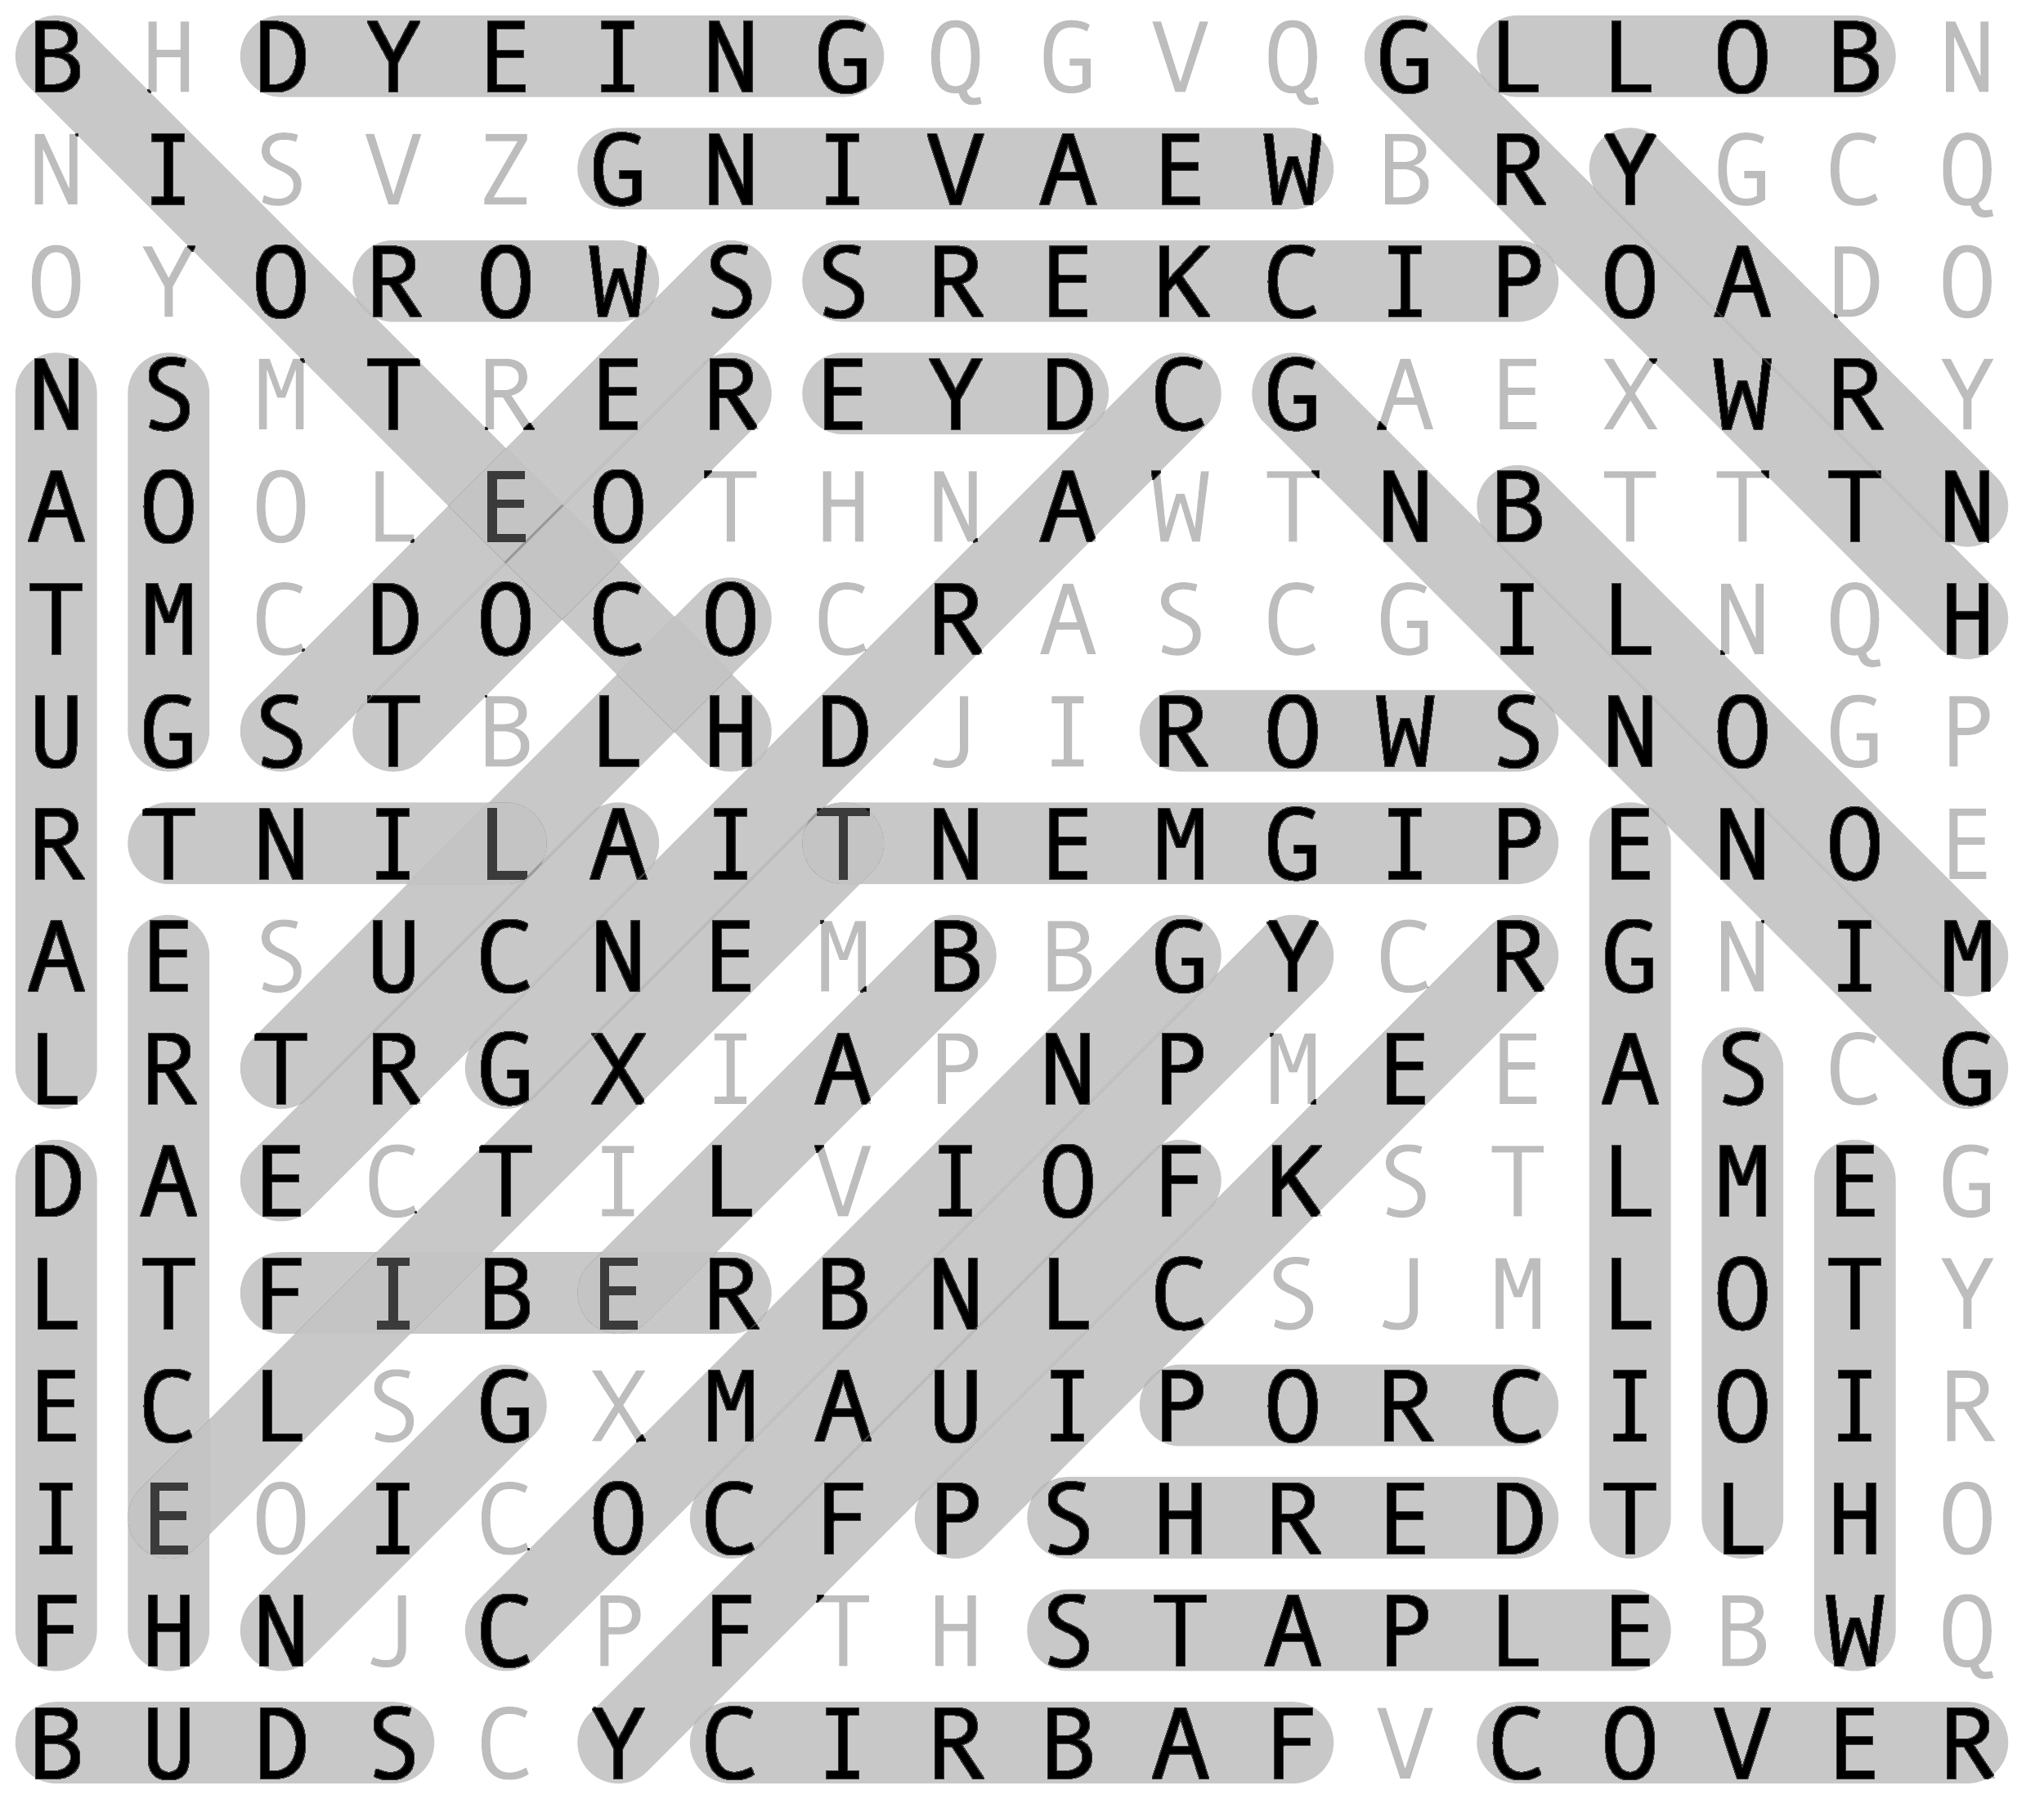 B H D Y E I N G Q G V Q G L L O B N
N I S V Z G N I V A E W B R Y G C Q
O Y O R O W S S R E K C I P O A D O
N S M T R E R E Y D C G A E X W R Y
A O O L E O T H N A W T N B T T T N
T M C D O C O C R A S C G I L N Q H
U G S T B L H D J I R O W S N O G P
R T N I L A I T N E M G I P E N O E
A E S U C N E M B B G Y C R G N I M
L R T R G X I A P N P M E E A S C G
D A E C T I L V I O F K S T L M E G
L T F I B E R B N L C S J M L O T Y
E C L S G X M A U I P O R C I O I R
I E O I C O C F P S H R E D T L H O
F H N J C P F T H S T A P L E B W Q
B U D S C Y C I R B A F V C O V E R